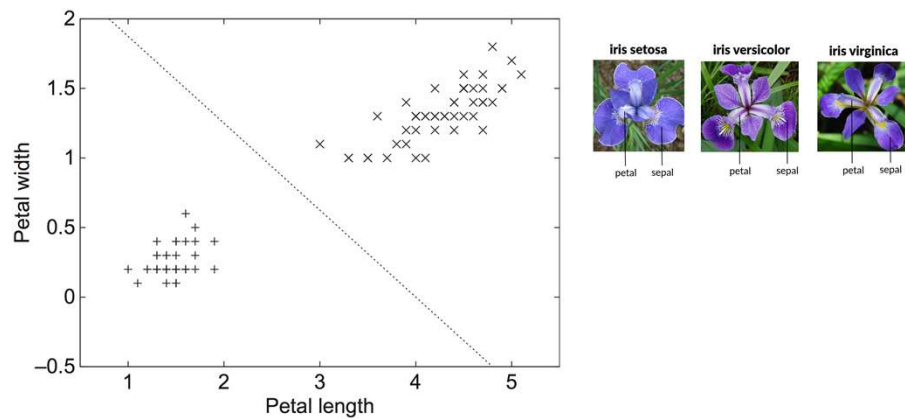 2
1.5
1
0.5
0
–0.5
Petal width
1 2 3 4 5
Petal length
iris setosa iris versicolor iris virginica
petal sepal petal sepal petal sepal